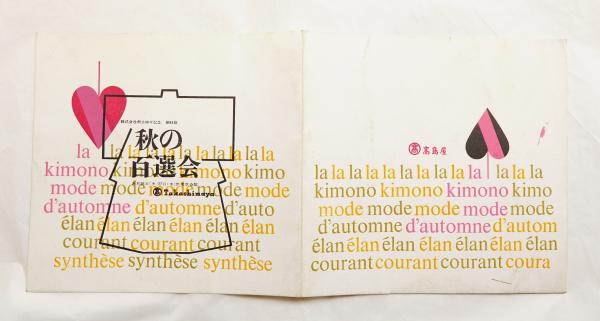 秋の
百選会
Takashimaya
la la la la la la la la la
kimono kimono kimono kimo
mode mode mode mode mode
d'automne d'automne d'auto
élan élan élan élan élan élan
courant courant courant
synthèse synthèse synthèse
髙島屋
la la la la la la la la la la la
kimono kimono kimono kimo
mode mode mode mode mode
d'automne d'automne d'autom
élan élan élan élan élan élan
courant courant courant coura